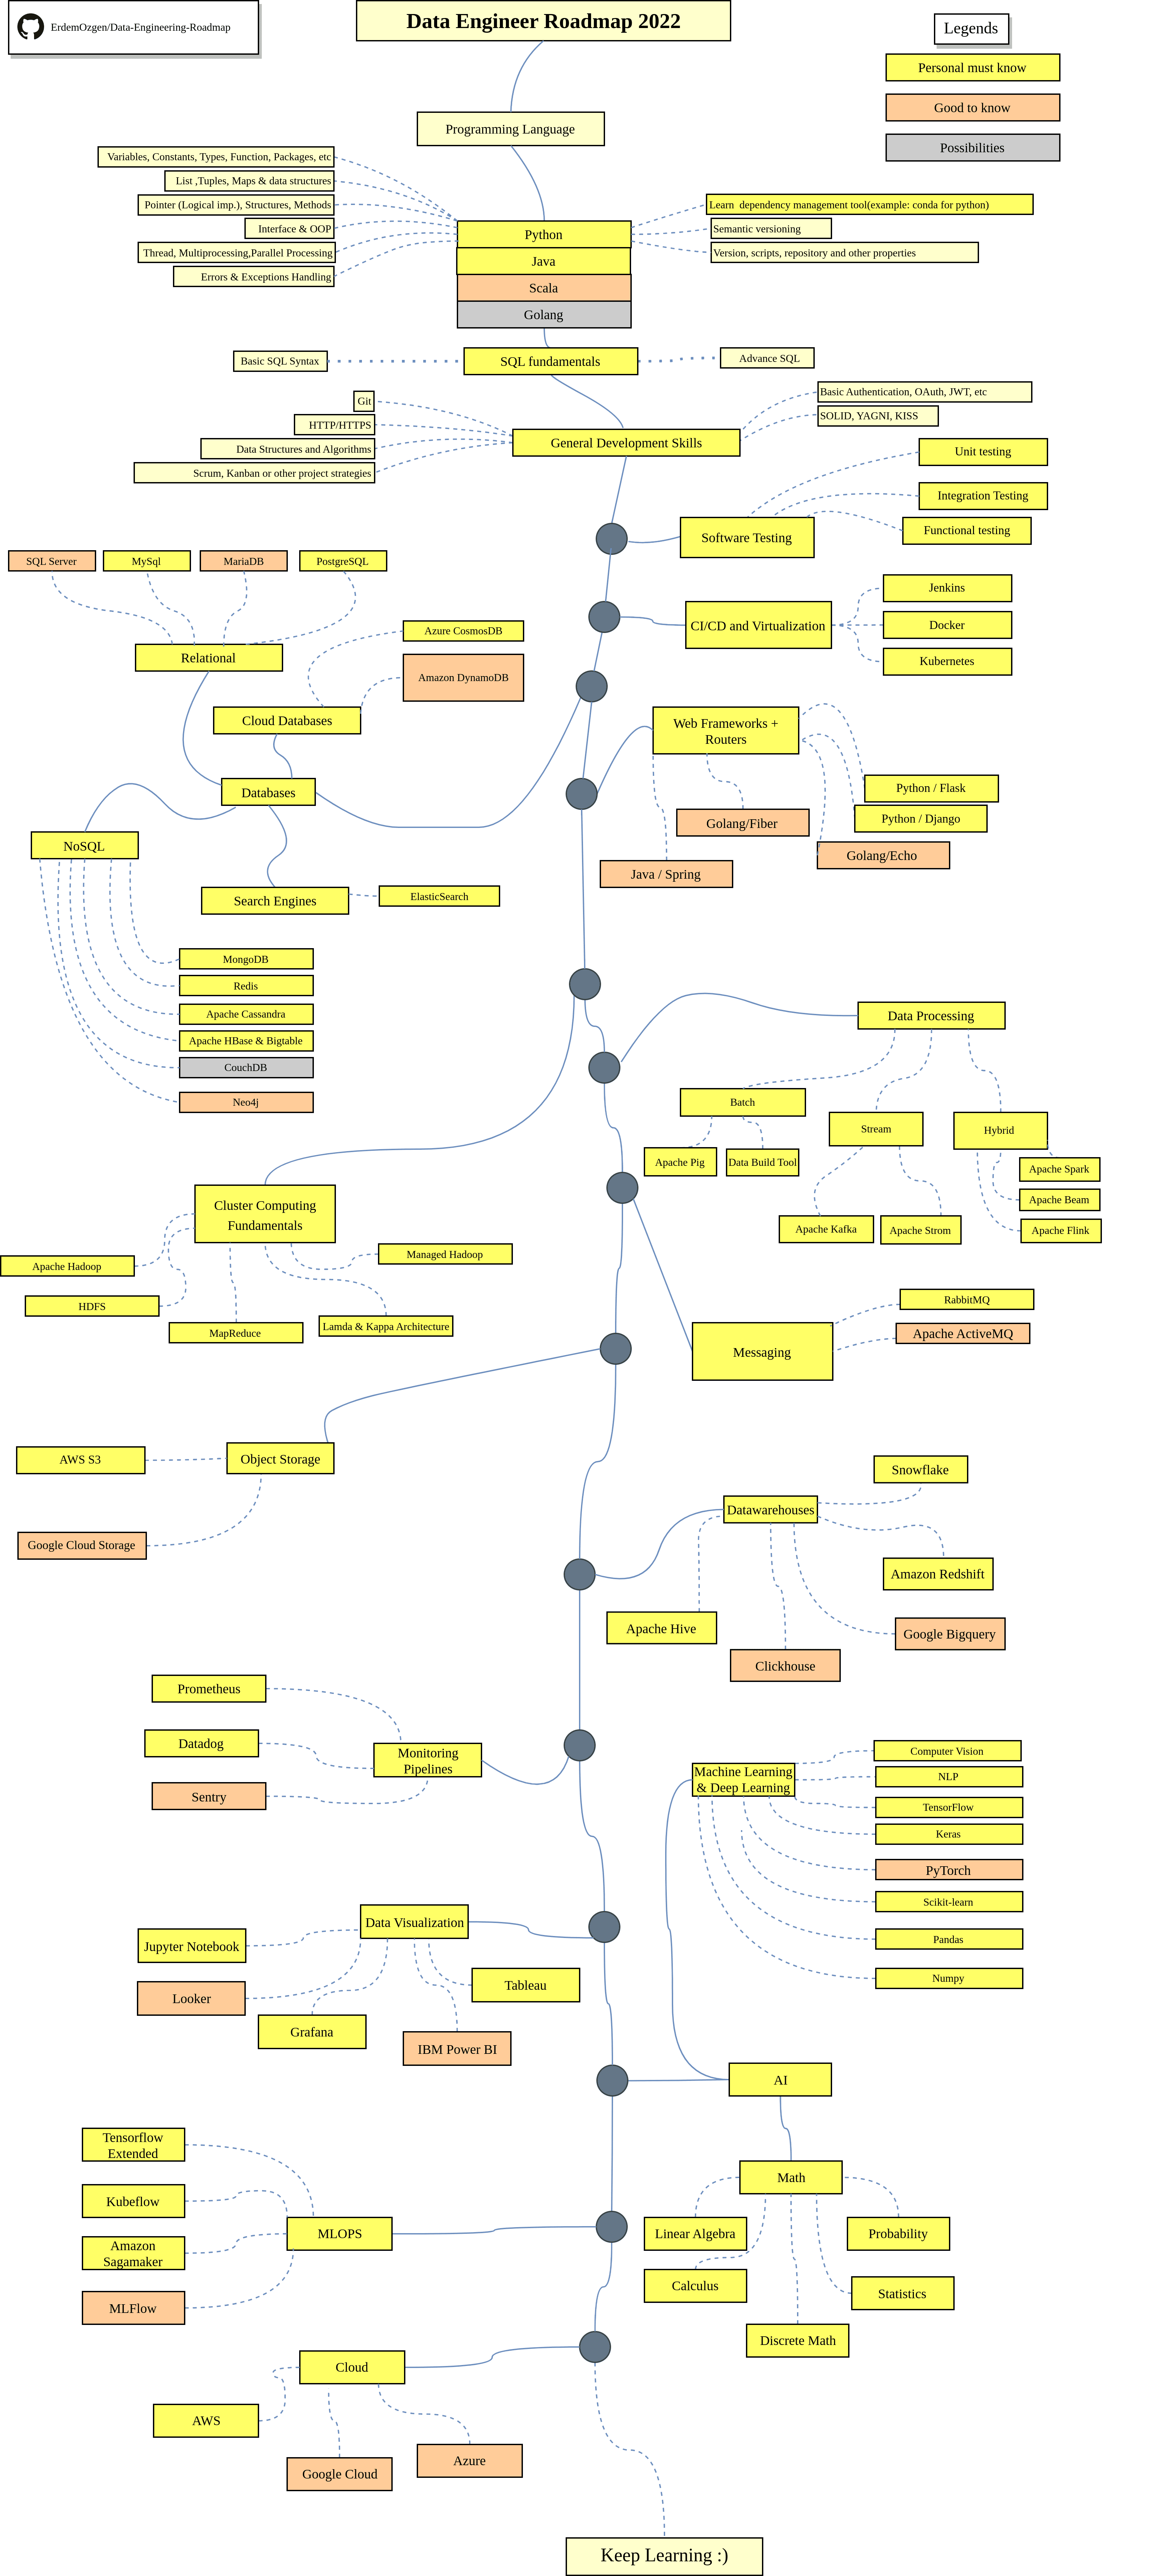 ErdemOzgen/Data-Engineering-Roadmap
Data Engineer Roadmap 2022
Legends
Personal must know
Good to know
Possibilities
Programming Language
Variables, Constants, Types, Function, Packages, etc
List ,Tuples, Maps & data structures
Pointer (Logical imp.), Structures, Methods
Interface & OOP
Thread, Multiprocessing,Parallel Processing
Errors & Exceptions Handling
Python
Java
Scala
Golang
Learn  dependency management tool(example: conda for python)
Semantic versioning
Version, scripts, repository and other properties
Basic SQL Syntax
SQL fundamentals
Advance SQL
Git
HTTP/HTTPS
Data Structures and Algorithms
Scrum, Kanban or other project strategies
General Development Skills
Basic Authentication, OAuth, JWT, etc
SOLID, YAGNI, KISS
Unit testing
Integration Testing
Functional testing
Software Testing
SQL Server
MySql
MariaDB
PostgreSQL
Relational
Azure CosmosDB
Amazon DynamoDB
Cloud Databases
CI/CD and Virtualization
Jenkins
Docker
Kubernetes
Web Frameworks +
Routers
Python / Flask
Python / Django
Golang/Echo
Golang/Fiber
Java / Spring
Databases
NoSQL
Search Engines
ElasticSearch
MongoDB
Redis
Apache Cassandra
Apache HBase & Bigtable
CouchDB
Neo4j
Data Processing
Batch
Stream
Hybrid
Apache Pig
Data Build Tool
Apache Spark
Apache Beam
Apache Flink
Apache Kafka
Apache Strom
Cluster Computing
Fundamentals
Apache Hadoop
HDFS
MapReduce
Managed Hadoop
Lamda & Kappa Architecture
RabbitMQ
Apache ActiveMQ
Messaging
AWS S3
Object Storage
Google Cloud Storage
Snowflake
Datawarehouses
Amazon Redshift
Google Bigquery
Apache Hive
Clickhouse
Prometheus
Datadog
Sentry
Monitoring
Pipelines
Machine Learning
& Deep Learning
Computer Vision
NLP
TensorFlow
Keras
PyTorch
Scikit-learn
Pandas
Numpy
Data Visualization
Jupyter Notebook
Looker
Grafana
Tableau
IBM Power BI
AI
Math
Linear Algebra
Probability
Calculus
Statistics
Discrete Math
Tensorflow
Extended
Kubeflow
Amazon
Sagamaker
MLFlow
MLOPS
Cloud
AWS
Google Cloud
Azure
Keep Learning :)